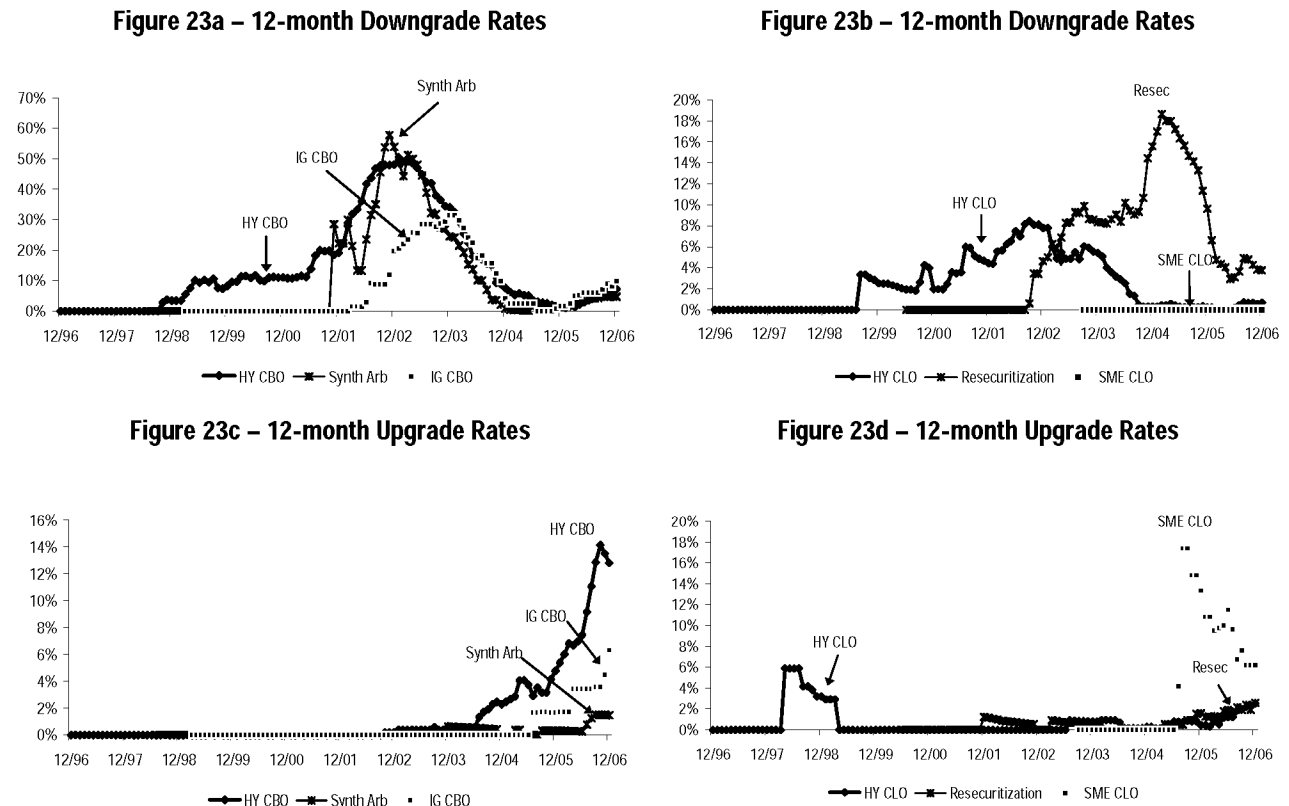 Figure 23a – 12-month Downgrade Rates
70%
60%
50%
40%
30%
20%
10%
0%
Synth Arb
IG CBO
HY CBO
12/96 12/97 12/98 12/99 12/00 12/01 12/02 12/03 12/04 12/05 12/06
HY CBO Synth Arb IG CBO
Figure 23b – 12-month Downgrade Rates
20%
18%
16%
14%
12%
10%
8%
6%
4%
2%
0%
Resec
HY CLO
SME CLO
12/96 12/97 12/98 12/99 12/00 12/01 12/02 12/03 12/04 12/05 12/06
HY CLO Resecuritization SME CLO
Figure 23c – 12-month Upgrade Rates
16%
14%
12%
10%
8%
6%
4%
2%
0%
HY CBO
IG CBO
Synth Arb
12/96 12/97 12/98 12/99 12/00 12/01 12/02 12/03 12/04 12/05 12/06
HY CBO Synth Arb IG CBO
Figure 23d – 12-month Upgrade Rates
20%
18%
16%
14%
12%
10%
8%
6%
4%
2%
0%
SME CLO
HY CLO
Resec
12/96 12/97 12/98 12/99 12/00 12/01 12/02 12/03 12/04 12/05 12/06
HY CLO Resecuritization SME CLO